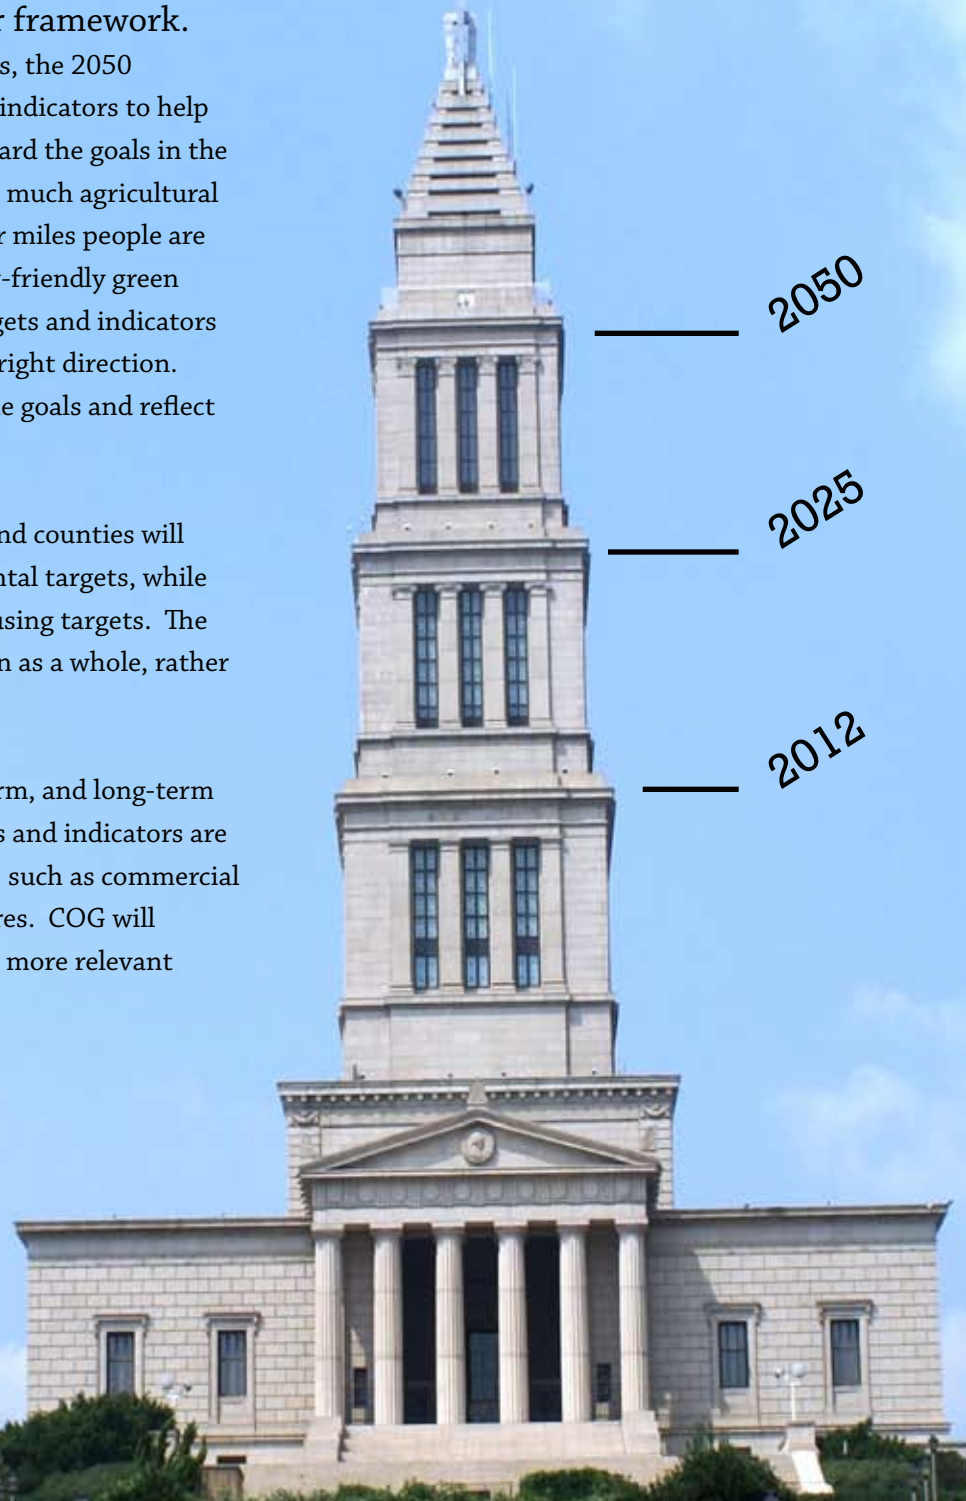 r framework.
s, the 2050
indicators to help
ard the goals in the
much agricultural
r miles people are
-friendly green
gets and indicators
right direction.
e goals and reflect
nd counties will
ntal targets, while
using targets.  The
n as a whole, rather
rm, and long-term
s and indicators are
such as commercial
res.  COG will
more relevant
2050
2025
2012